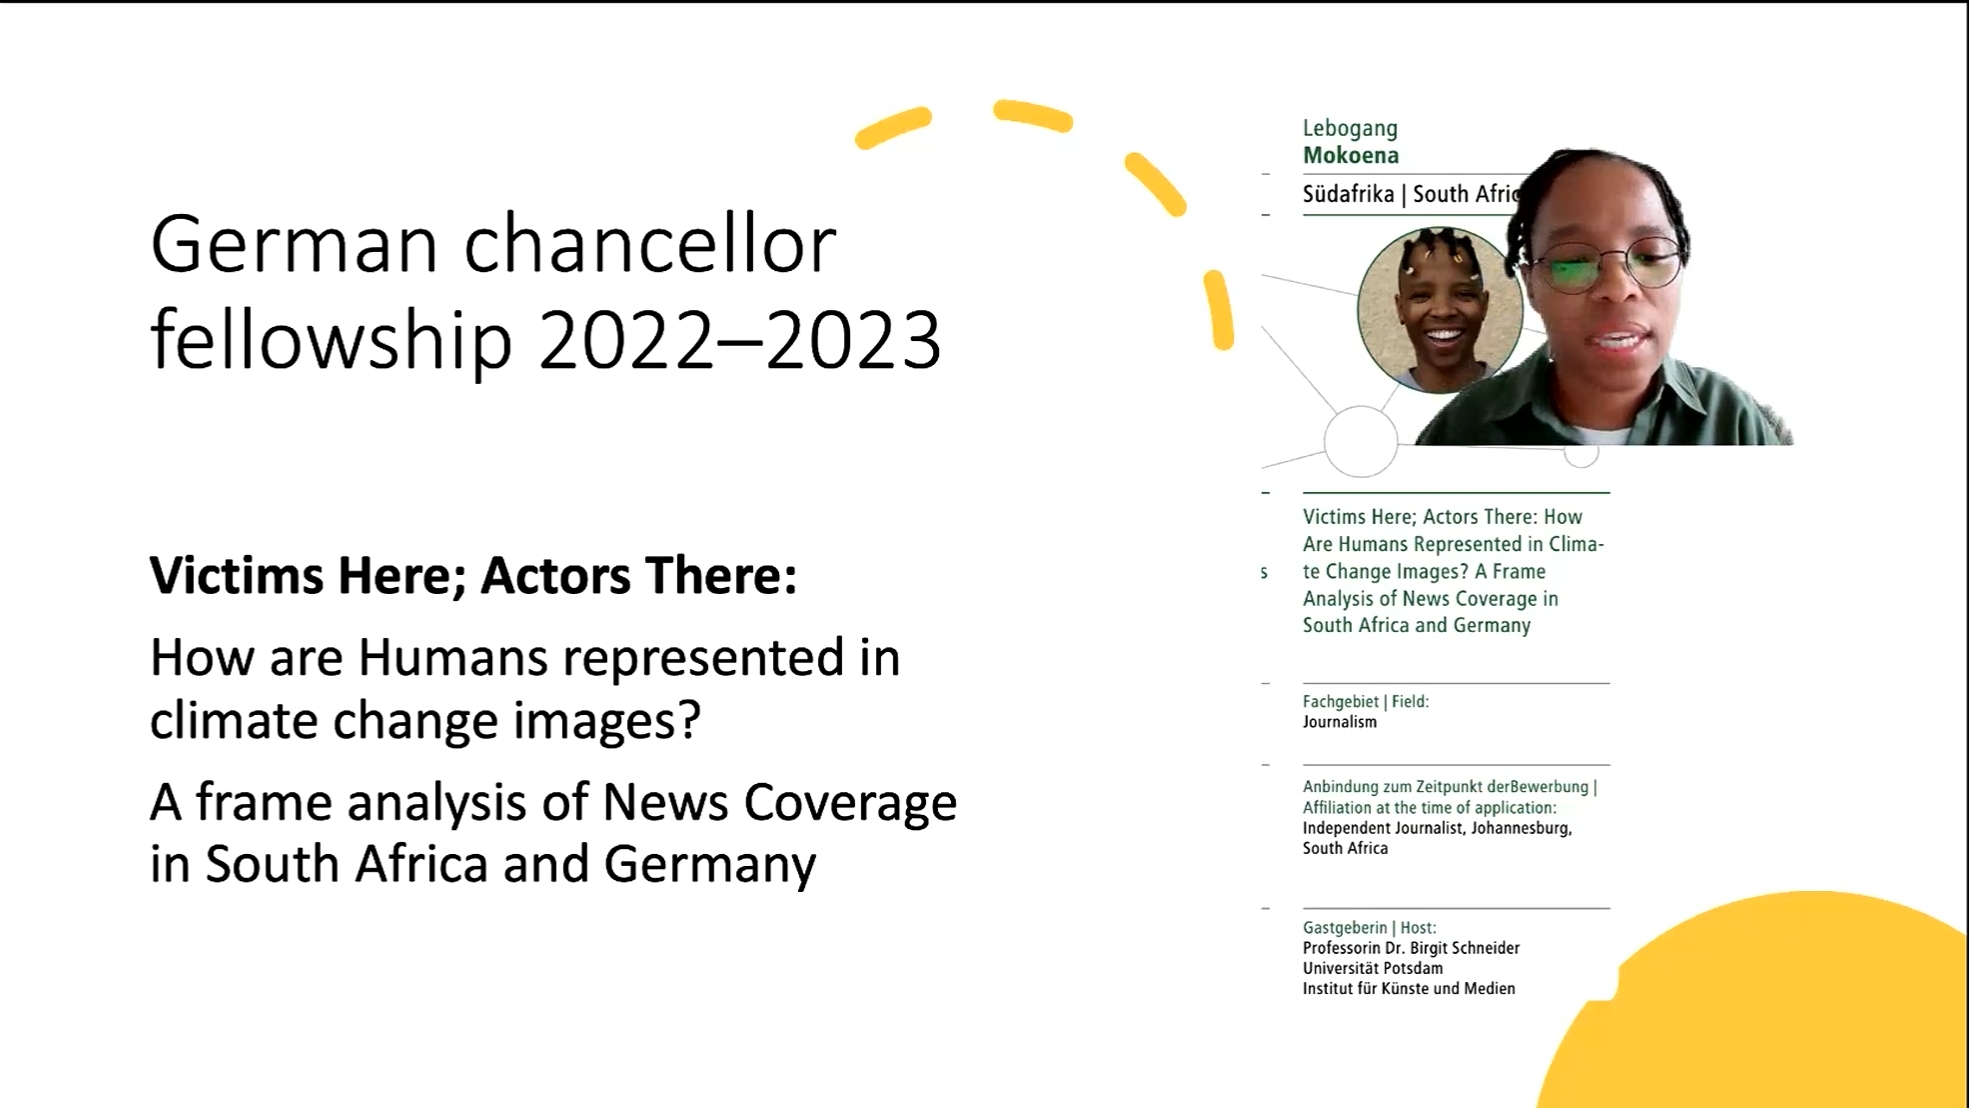 German chancellor
fellowship 2022–2023
Victims Here; Actors There:
How are Humans represented in
climate change images?
A frame analysis of News Coverage
in South Africa and Germany
Lebogang
Mokoena
Südafrika | South
Victims Here; Actors There: How
Are Humans Represented in Clima-
te Change Images? A Frame
Analysis of News Coverage in
South Africa and Germany
s
Fachgebiet | Field:
Journalism
Anbindung zum Zeitpunkt derBewerbung |
Affiliation at the time of application:
Independent Journalist, Johannesburg,
South Africa
Gastgeberin | Host:
Professorin Dr. Birgit Schneider
Universität Potsdam
Institut für Künste und Medien